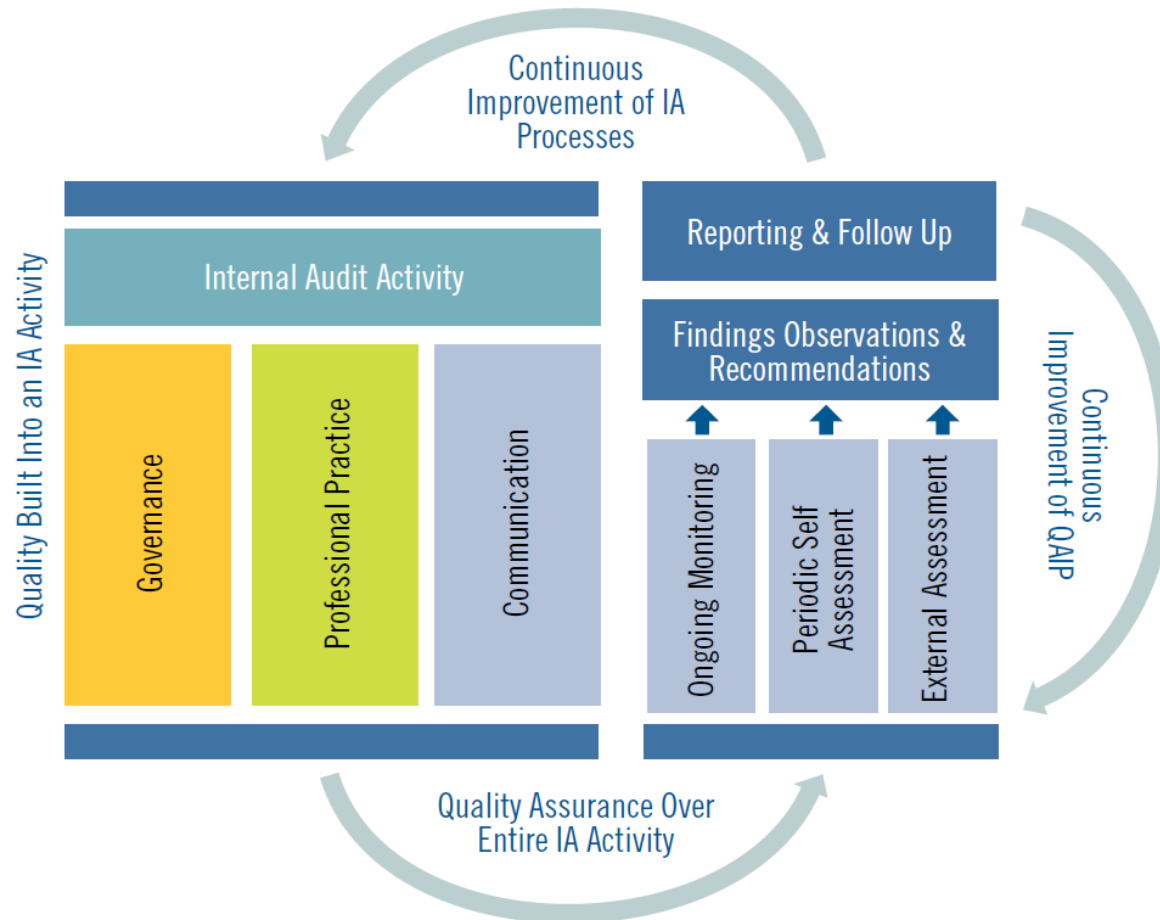 Continuous
Improvement of IA
Processes
Quality Built Into an IA Activity
Internal Audit Activity
Governance
Professional Practice
Communication
Reporting & Follow Up
Findings Observations &
Recommendations
Ongoing Monitoring
Periodic Self
Assessment
External Assessment
Continuous
Improvement of QAIP
Quality Assurance Over
Entire IA Activity